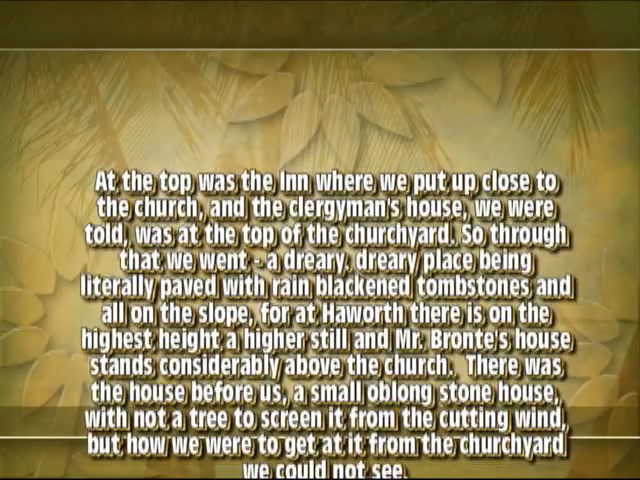 At the top was the Inn where we put up close to
the church, and the clergyman's house, we were
told, was at the top of the churchyard. So through
that we went - a dreary, dreary place being
literally paved with rain blackened tombstones and
all on the slope, for at Haworth there is on the
highest height a higher still and Mr. Bronte's house
stands considerably above the church.  There was
the house before us, a small oblong stone house,
with not a tree to screen it from the cutting wind,
but how we were to get at it from the churchyard
we could not see.